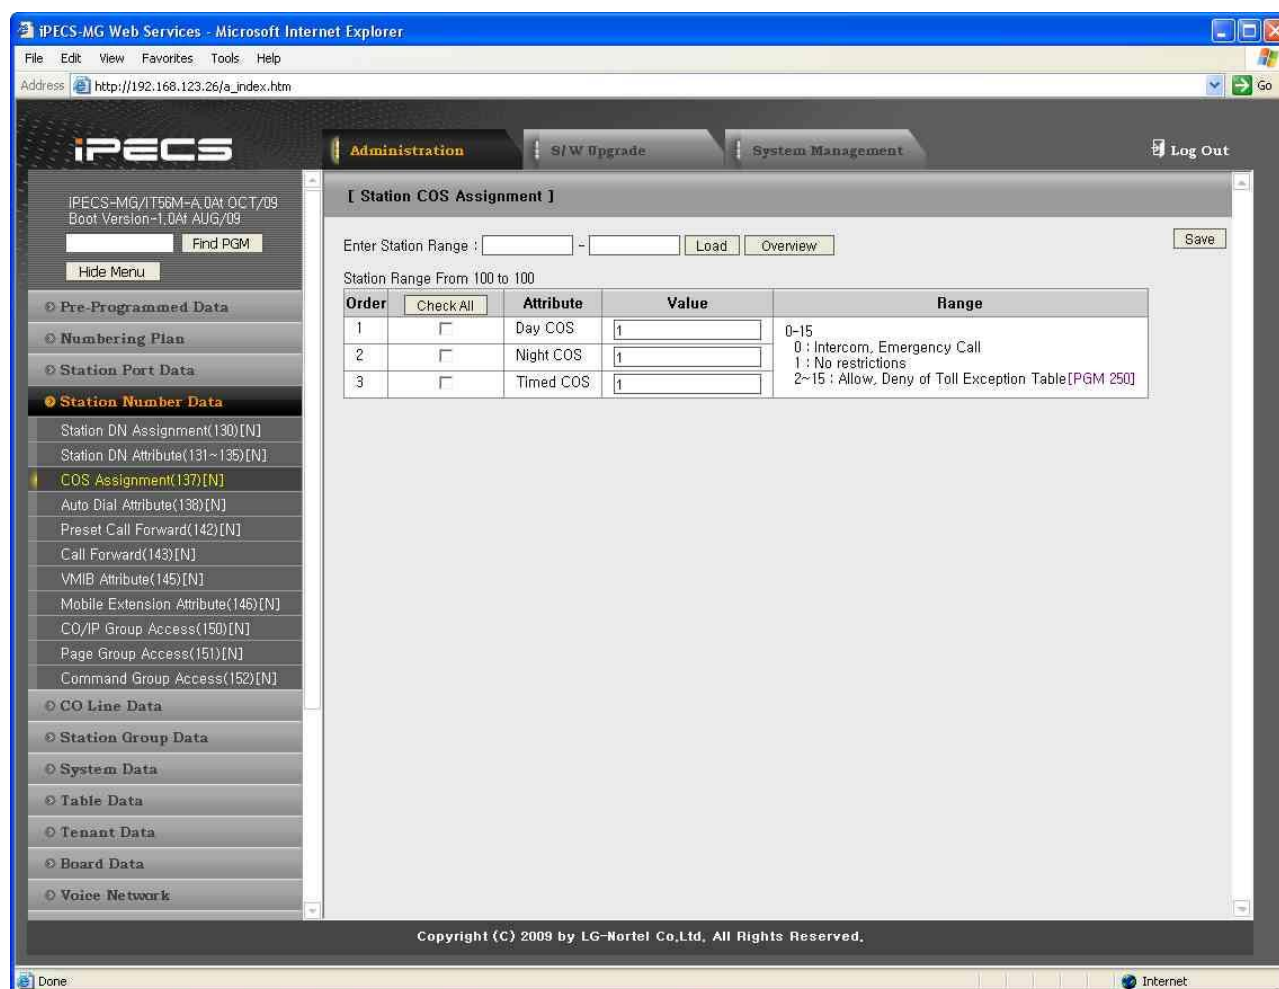 iPECS-MG Web Services - Microsoft Internet Explorer
File Edit View Favorites Tools Help
Address http://192.168.123.26/a_index.htm Go
iPECS Administration S/W Upgrade System Management Log Out
iPECS-MG/IT56M-A.0At OCT/09
Boot Version-1.0Af AUG/09
Find PGM
Hide Menu
Pre-Programmed Data
Numbering Plan
Station Port Data
Station Number Data
Station DN Assignment(130)[N]
Station DN Attribute(131~135)[N]
COS Assignment(137)[N]
Auto Dial Attribute(138)[N]
Preset Call Forward(142)[N]
Call Forward(143)[N]
VMIB Attribute(145)[N]
Mobile Extension Attribute(146)[N]
CO/IP Group Access(150)[N]
Page Group Access(151)[N]
Command Group Access(152)[N]
CO Line Data
Station Group Data
System Data
Table Data
Tenant Data
Board Data
Voice Network
[ Station COS Assignment ]
Enter Station Range : - Load Overview Save
Station Range From 100 to 100
Order Check All Attribute Value Range
1 Day COS 1
2 Night COS 1
3 Timed COS 1
0-15
0 : Intercom, Emergency Call
1 : No restrictions
2~15 : Allow, Deny of Toll Exception Table[PGM 250]
Copyright (C) 2009 by LG-Nortel Co,Ltd, All Rights Reserved.
Done Internet